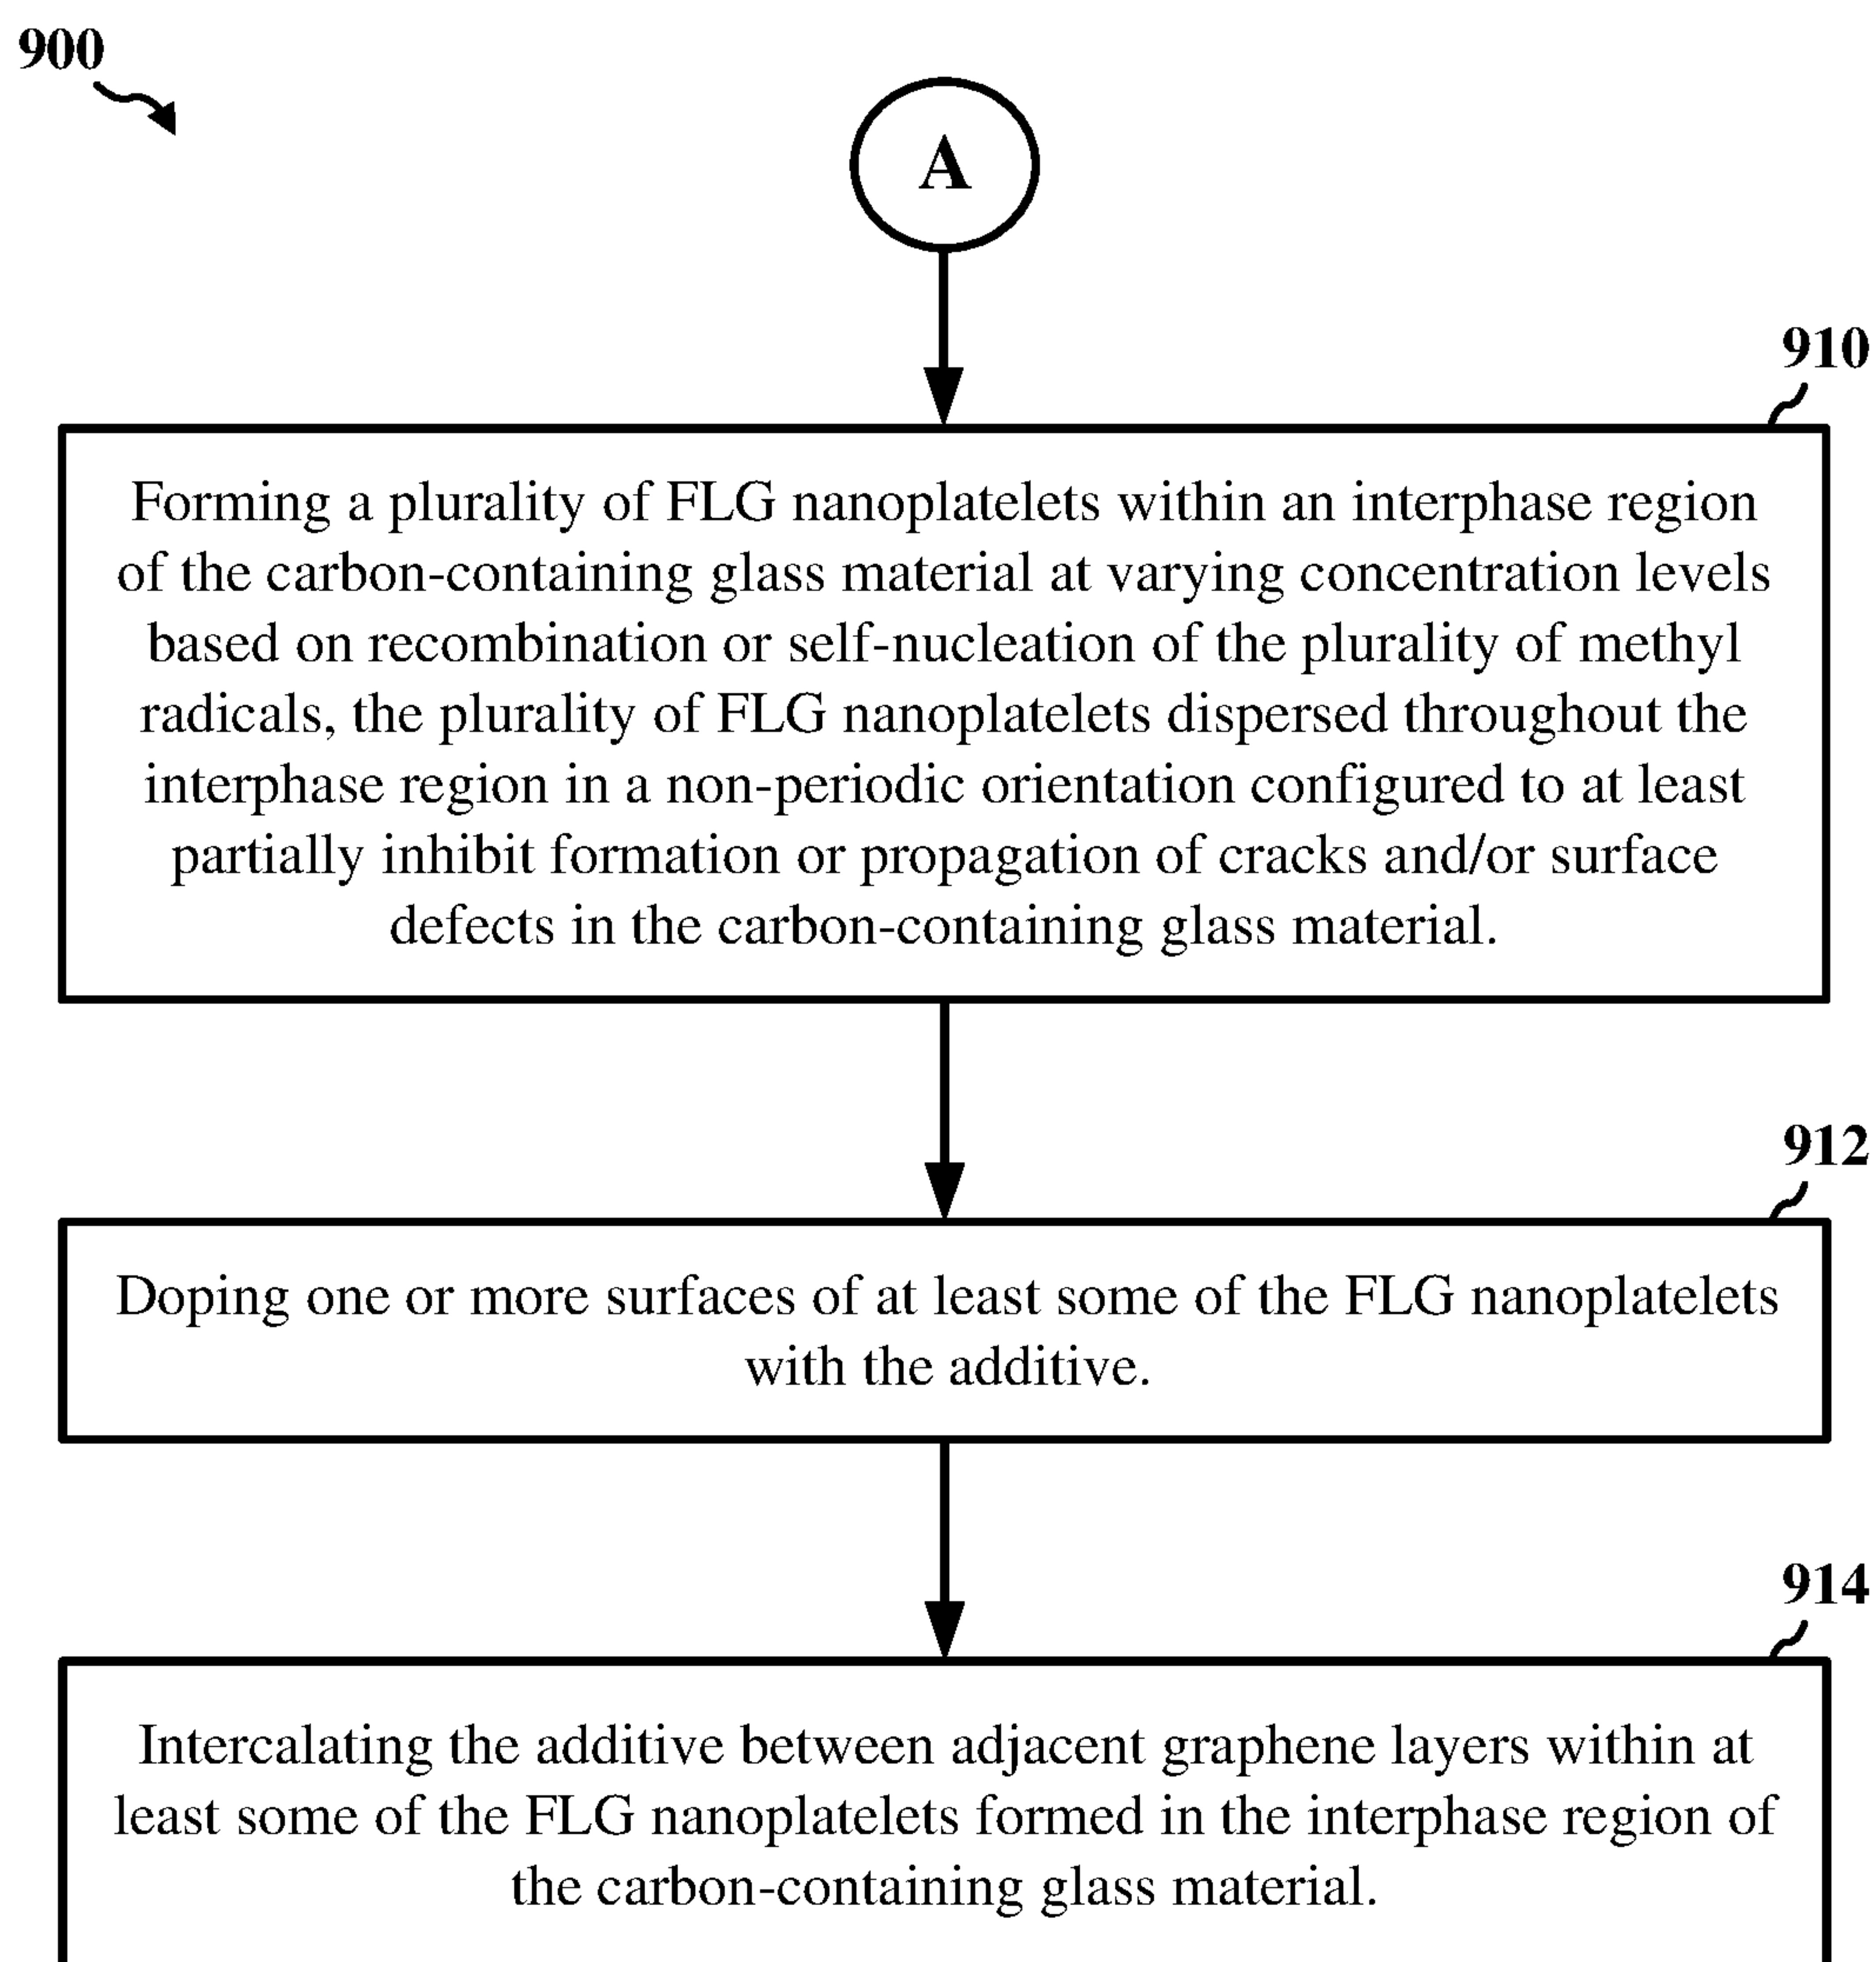 900
A
910
Forming a plurality of FLG nanoplatelets within an interphase region
of the carbon-containing glass material at varying concentration levels
based on recombination or self-nucleation of the plurality of methyl
radicals, the plurality of FLG nanoplatelets dispersed throughout the
interphase region in a non-periodic orientation configured to at least
partially inhibit formation or propagation of cracks and/or surface
defects in the carbon-containing glass material.
912
Doping one or more surfaces of at least some of the FLG nanoplatelets
with the additive.
914
Intercalating the additive between adjacent graphene layers within at
least some of the FLG nanoplatelets formed in the interphase region of
the carbon-containing glass material.